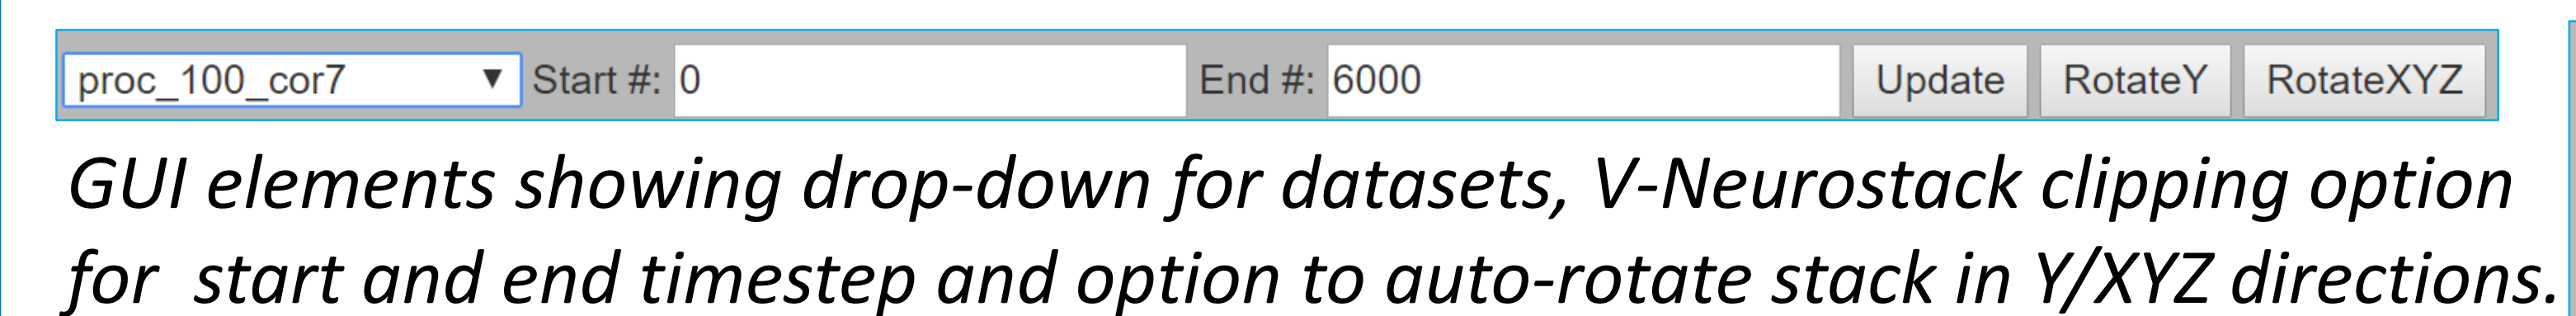 proc_100_cor7 ▼ Start #: 0 End #: 6000 Update RotateY RotateXYZ
GUI elements showing drop-down for datasets, V-Neurostack clipping option
for start and end timestep and option to auto-rotate stack in Y/XYZ directions.